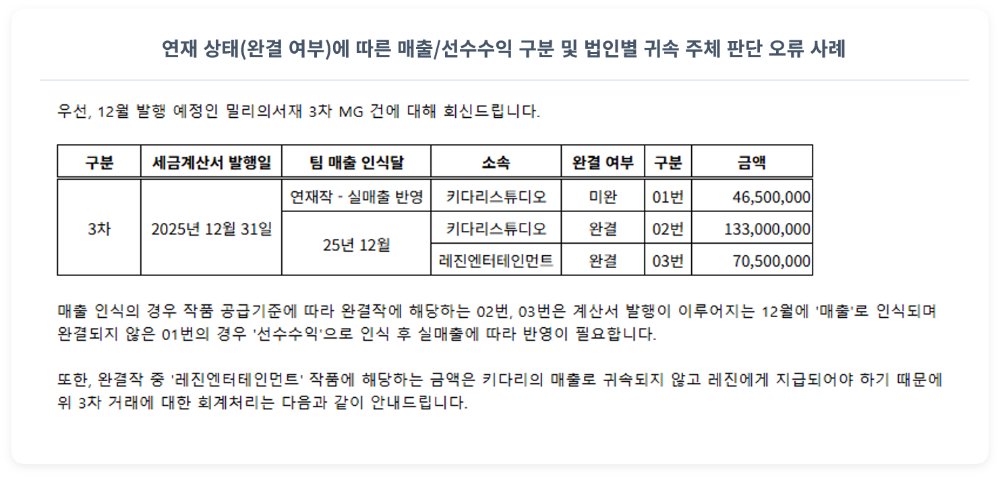 연재 상태(완결 여부)에 따른 매출/선수수익 구분 및 법인별 귀속 주체 판단 오류 사례
우선, 12월 발행 예정인 밀리의서재 3차 MG 건에 대해 회신드립니다.
구분 세금계산서 발행일 팀 매출 인식달 소속 완결 여부 구분 금액
3차 2025년 12월 31일 연재작 - 실매출 반영 키다리스튜디오 미완 01번 46,500,000
25년 12월 키다리스튜디오 완결 02번 133,000,000
레진엔터테인먼트 완결 03번 70,500,000
매출 인식의 경우 작품 공급기준에 따라 완결작에 해당하는 02번, 03번은 계산서 발행이 이루어지는 12월에 '매출'로 인식되며
완결되지 않은 01번의 경우 '선수수익'으로 인식 후 실매출에 따라 반영이 필요합니다.
또한, 완결작 중 '레진엔터테인먼트' 작품에 해당하는 금액은 키다리의 매출로 귀속되지 않고 레진에게 지급되어야 하기 때문에
위 3차 거래에 대한 회계처리는 다음과 같이 안내드립니다.